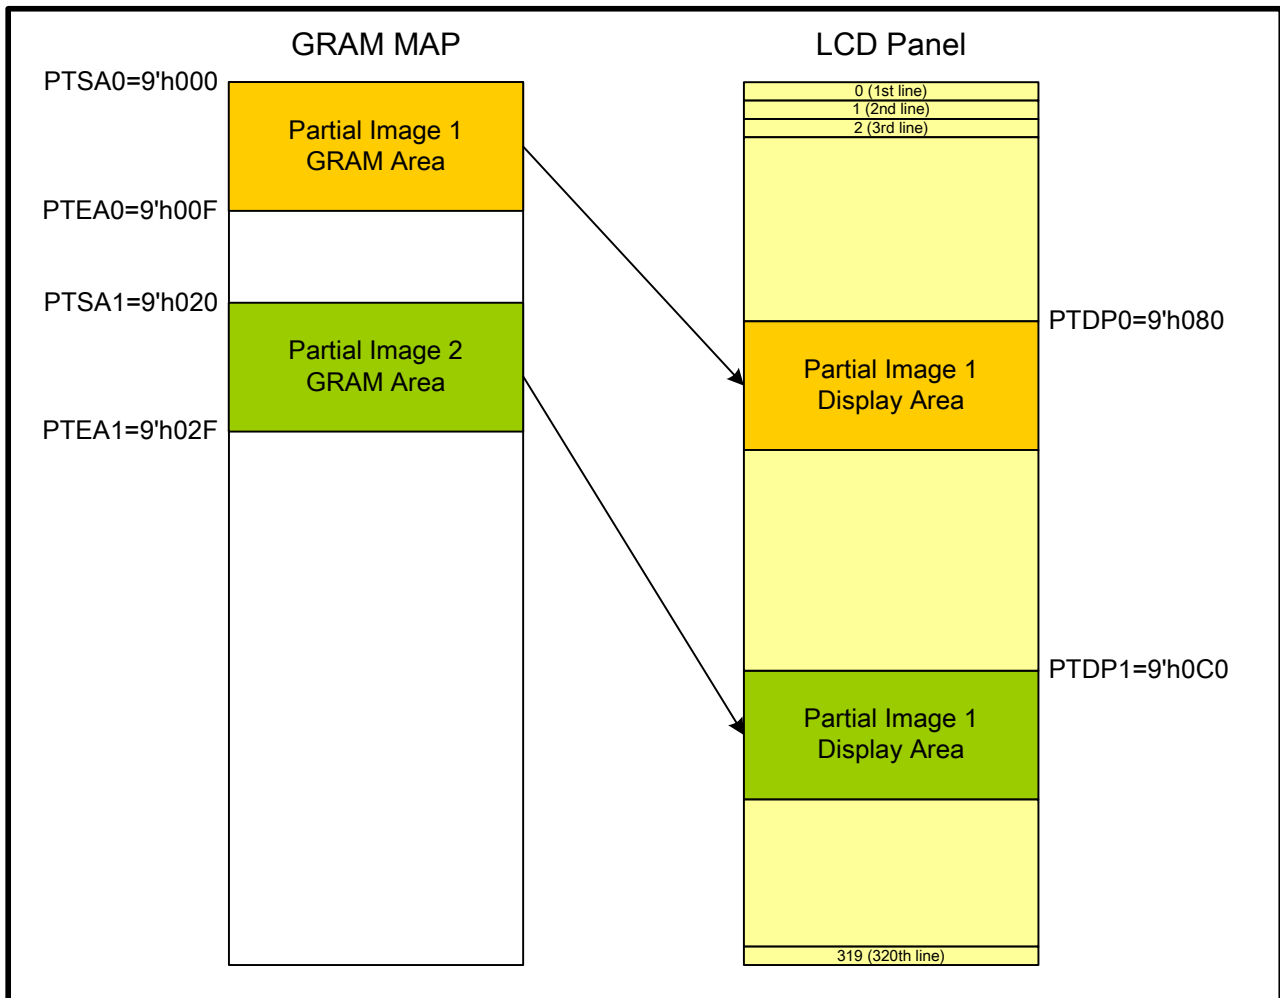 GRAM MAP
LCD Panel
PTSA0=9'h000
0 (1st line)
1 (2nd line)
2 (3rd line)
Partial Image 1
GRAM Area
PTEA0=9'h00F
PTSA1=9'h020
PTDP0=9'h080
Partial Image 2
GRAM Area
Partial Image 1
Display Area
PTEA1=9'h02F
PTDP1=9'h0C0
Partial Image 1
Display Area
319 (320th line)